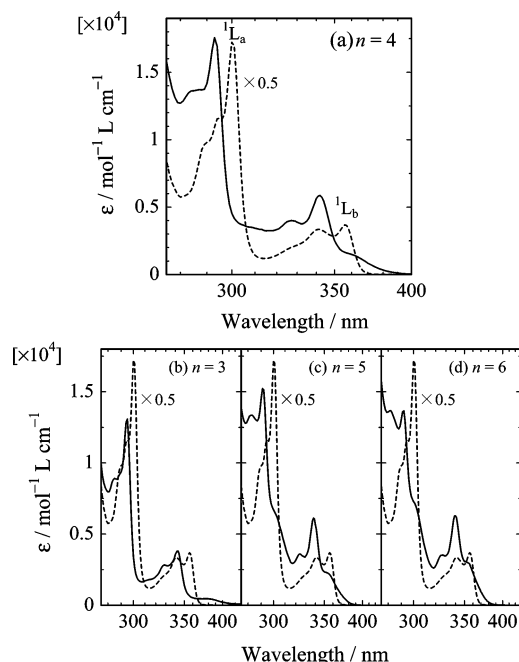 [×10⁴]
¹Lₐ
(a) n = 4
1.5
× 0.5
1
¹L_b
0.5
0
300
350
400
ε / mol⁻¹ L cm⁻¹
Wavelength / nm
[×10⁴]
(b) n = 3
(c) n = 5
(d) n = 6
1.5
× 0.5
× 0.5
× 0.5
1
0.5
0
300
350
300
350
300
350
400
ε / mol⁻¹ L cm⁻¹
Wavelength / nm